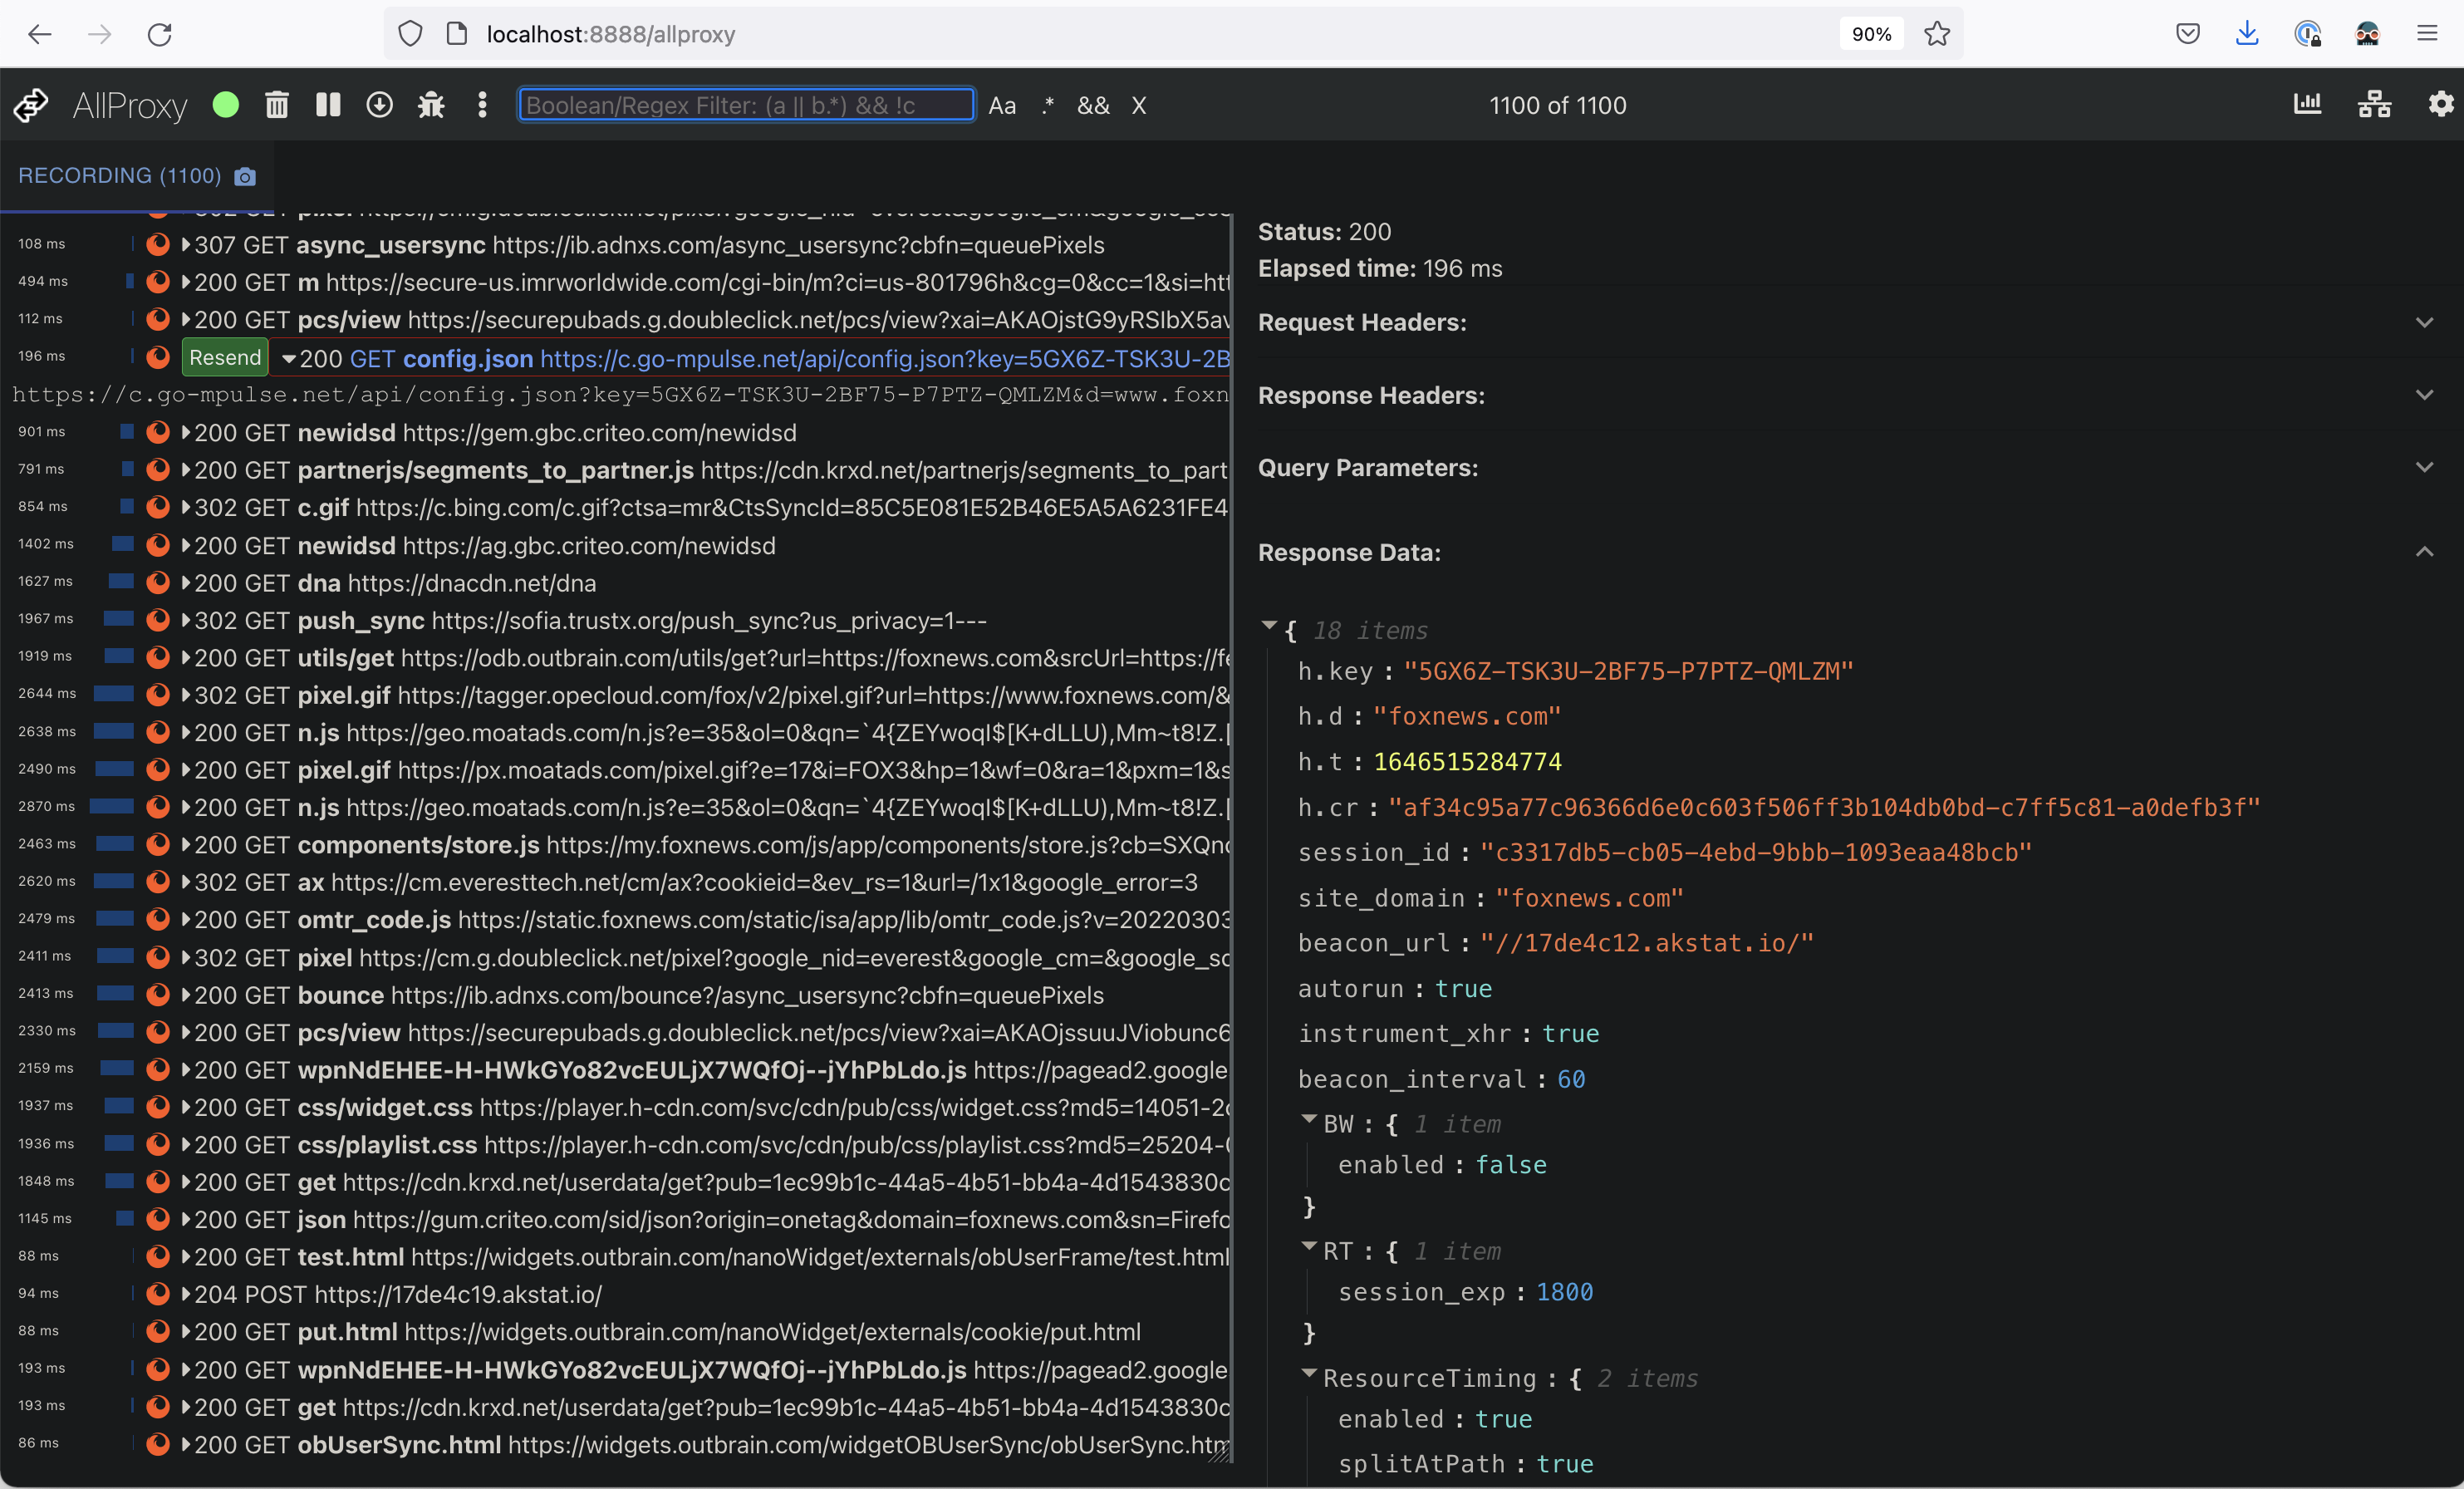 localhost:8888/allproxy
90%
AllProxy
Boolean/Regex Filter: (a || b.*) && !c
Aa .* && X
1100 of 1100
RECORDING (1100)
108 ms 307 GET async_usersync https://ib.adnxs.com/async_usersync?cbfn=queuePixels
494 ms 200 GET m https://secure-us.imrworldwide.com/cgi-bin/m?ci=us-801796h&cg=0&cc=1&si=htt
112 ms 200 GET pcs/view https://securepubads.g.doubleclick.net/pcs/view?xai=AKAOjstG9yRSIbX5av
196 ms Resend 200 GET config.json https://c.go-mpulse.net/api/config.json?key=5GX6Z-TSK3U-2B
https://c.go-mpulse.net/api/config.json?key=5GX6Z-TSK3U-2BF75-P7PTZ-QMLZM&d=www.foxn
901 ms 200 GET newidsd https://gem.gbc.criteo.com/newidsd
791 ms 200 GET partnerjs/segments_to_partner.js https://cdn.krxd.net/partnerjs/segments_to_part
854 ms 302 GET c.gif https://c.bing.com/c.gif?ctsa=mr&CtsSyncId=85C5E081E52B46E5A5A6231FE4
1402 ms 200 GET newidsd https://ag.gbc.criteo.com/newidsd
1627 ms 200 GET dna https://dnacdn.net/dna
1967 ms 302 GET push_sync https://sofia.trustx.org/push_sync?us_privacy=1---
1919 ms 200 GET utils/get https://odb.outbrain.com/utils/get?url=https://foxnews.com&srcUrl=https://fe
2644 ms 302 GET pixel.gif https://tagger.opecloud.com/fox/v2/pixel.gif?url=https://www.foxnews.com/&
2638 ms 200 GET n.js https://geo.moatads.com/n.js?e=35&ol=0&qn=`4{ZEYwoqI$[K+dLLU),Mm~t8!Z.[
2490 ms 200 GET pixel.gif https://px.moatads.com/pixel.gif?e=17&i=FOX3&hp=1&wf=0&ra=1&pxm=1&s
2870 ms 200 GET n.js https://geo.moatads.com/n.js?e=35&ol=0&qn=`4{ZEYwoqI$[K+dLLU),Mm~t8!Z.[
2463 ms 200 GET components/store.js https://my.foxnews.com/js/app/components/store.js?cb=SXQno
2620 ms 302 GET ax https://cm.everesttech.net/cm/ax?cookieid=&ev_rs=1&url=/1x1&google_error=3
2479 ms 200 GET omtr_code.js https://static.foxnews.com/static/isa/app/lib/omtr_code.js?v=20220303
2411 ms 302 GET pixel https://cm.g.doubleclick.net/pixel?google_nid=everest&google_cm=&google_sc
2413 ms 200 GET bounce https://ib.adnxs.com/bounce?/async_usersync?cbfn=queuePixels
2330 ms 200 GET pcs/view https://securepubads.g.doubleclick.net/pcs/view?xai=AKAOjssuuJViobunc6
2159 ms 200 GET wpnNdEHEE-H-HWkGYo82vcEULjX7WQfOj--jYhPbLdo.js https://pagead2.google
1937 ms 200 GET css/widget.css https://player.h-cdn.com/svc/cdn/pub/css/widget.css?md5=14051-2c
1936 ms 200 GET css/playlist.css https://player.h-cdn.com/svc/cdn/pub/css/playlist.css?md5=25204-
1848 ms 200 GET get https://cdn.krxd.net/userdata/get?pub=1ec99b1c-44a5-4b51-bb4a-4d1543830c
1145 ms 200 GET json https://gum.criteo.com/sid/json?origin=onetag&domain=foxnews.com&sn=Firefo
88 ms 200 GET test.html https://widgets.outbrain.com/nanoWidget/externals/obUserFrame/test.html
94 ms 204 POST https://17de4c19.akstat.io/
88 ms 200 GET put.html https://widgets.outbrain.com/nanoWidget/externals/cookie/put.html
193 ms 200 GET wpnNdEHEE-H-HWkGYo82vcEULjX7WQfOj--jYhPbLdo.js https://pagead2.google
193 ms 200 GET get https://cdn.krxd.net/userdata/get?pub=1ec99b1c-44a5-4b51-bb4a-4d1543830c
86 ms 200 GET obUserSync.html https://widgets.outbrain.com/widgetOBUserSync/obUserSync.htm
Status: 200
Elapsed time: 196 ms
Request Headers:
Response Headers:
Query Parameters:
Response Data:
{ 18 items
h.key : "5GX6Z-TSK3U-2BF75-P7PTZ-QMLZM"
h.d : "foxnews.com"
h.t : 1646515284774
h.cr : "af34c95a77c96366d6e0c603f506ff3b104db0bd-c7ff5c81-a0defb3f"
session_id : "c3317db5-cb05-4ebd-9bbb-1093eaa48bcb"
site_domain : "foxnews.com"
beacon_url : "//17de4c12.akstat.io/"
autorun : true
instrument_xhr : true
beacon_interval : 60
BW : { 1 item
enabled : false
}
RT : { 1 item
session_exp : 1800
}
ResourceTiming : { 2 items
enabled : true
splitAtPath : true